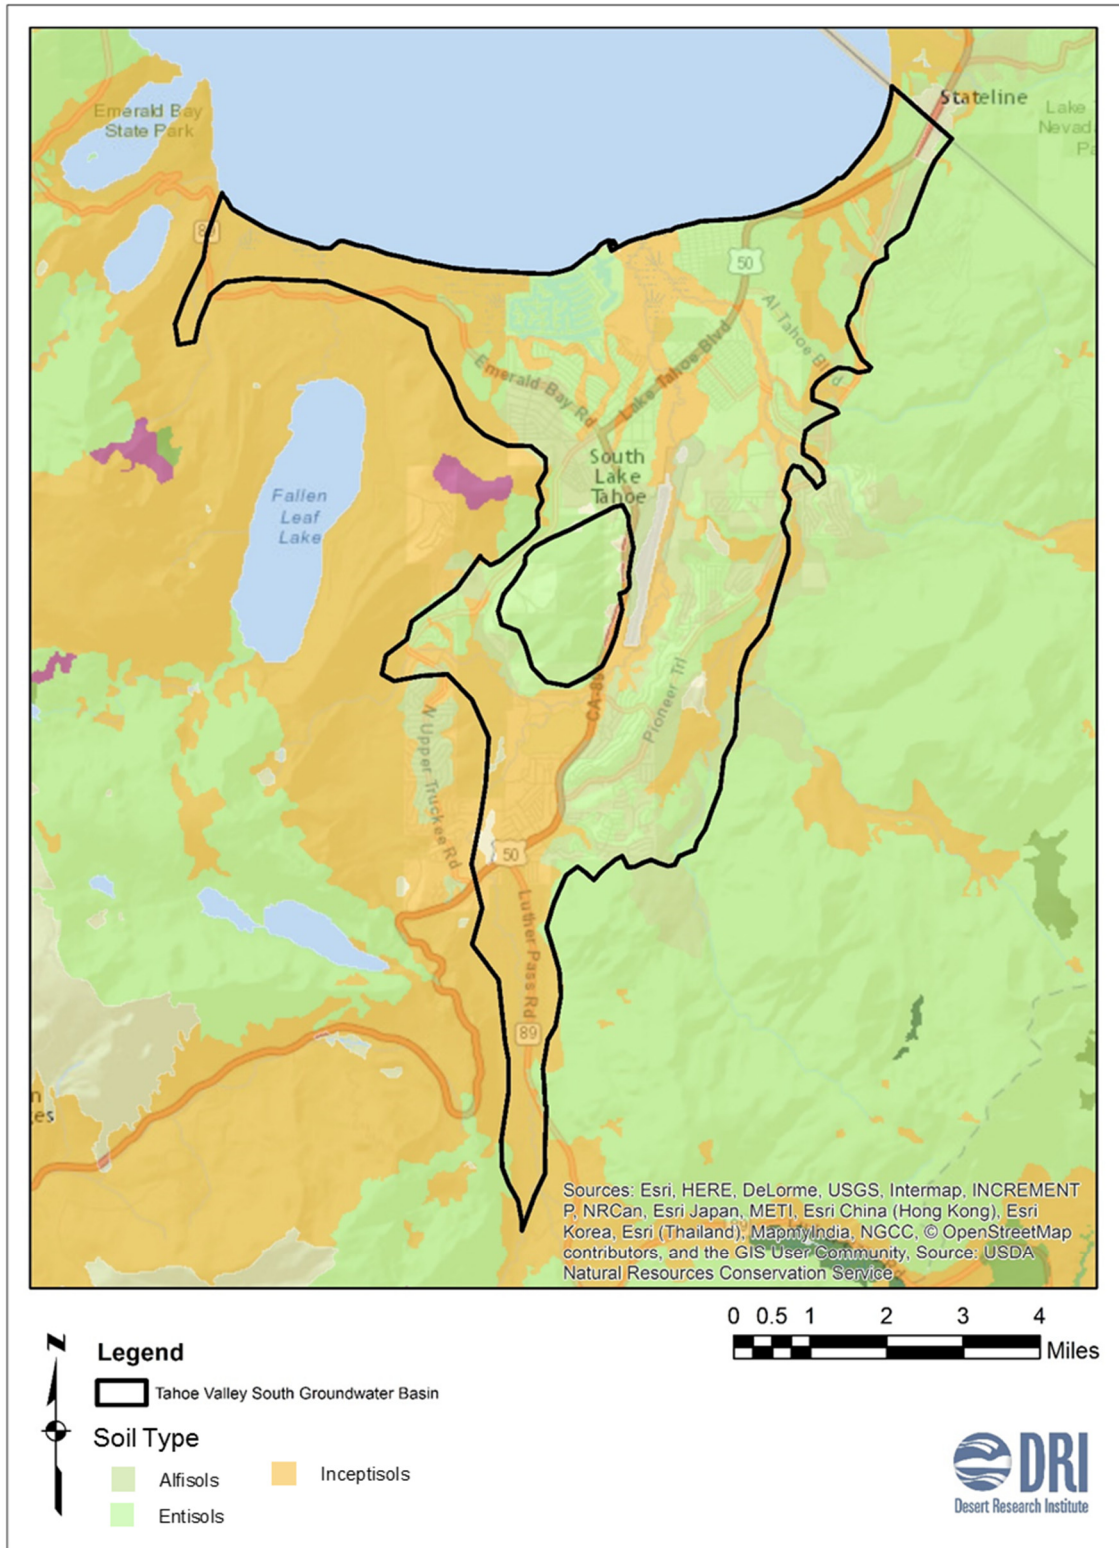 Emerald Bay
State Park
Stateline
Lake
Nevad
Pa
89
50
Al Tahoe Blvd
Emerald Bay Rd
Lake Tahoe Blvd
South
Lake
Tahoe
Fallen
Leaf
Lake
CA-89
Pioneer Trl
N Upper Truckee Rd
50
Luther Pass Rd
89
n
es
Sources: Esri, HERE, DeLorme, USGS, Intermap, INCREMENT
P, NRCan, Esri Japan, METI, Esri China (Hong Kong), Esri
Korea, Esri (Thailand), MapmyIndia, NGCC, © OpenStreetMap
contributors, and the GIS User Community, Source: USDA
Natural Resources Conservation Service
0 0.5 1 2 3 4
Miles
N
Legend
Tahoe Valley South Groundwater Basin
Soil Type
Alfisols
Inceptisols
Entisols
DRI
Desert Research Institute